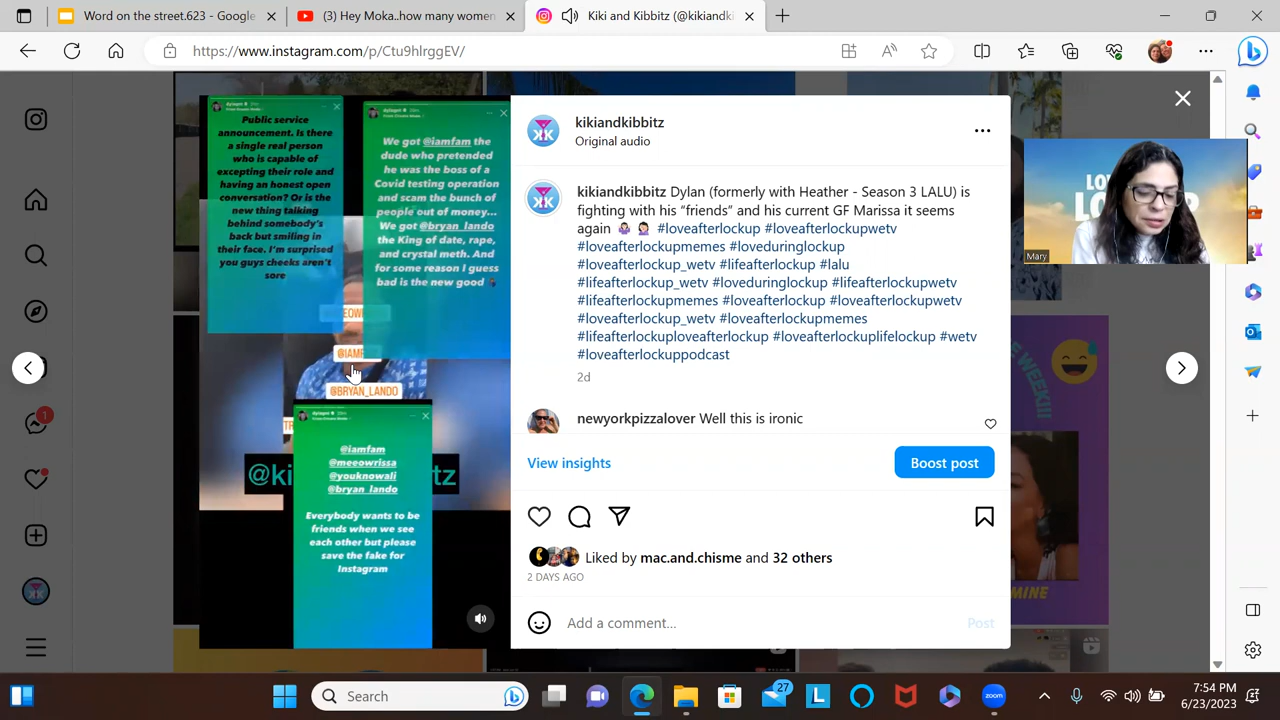 Word on the street.623 - Google
Hey Moka..how many women
Kiki and Kibbitz (@kikiandki
https://www.instagram.com/p/Ctu9hlrggEV/
Public service
announcement. Is there
a single real person
who is capable of
excepting their role and
having an honest open
conversation? Or is the
new thing talking
behind somebody's
back but smiling in
their face. I'm surprised
you guys cheeks aren't
sore
We got @iamfam the
dude who pretended
he was the boss of a
Covid testing operation
and scam the bunch of
people out of money...
We got @bryan_lando
the King of date, rape,
and crystal meth. And
for some reason I guess
bad is the new good
@BRYAN_LANDO
@iamfam
@meeowrissa
@youknowali
@bryan_lando
Everybody wants to be
friends when we see
each other but please
save the fake for
Instagram
kikiandkibbitz
Original audio
kikiandkibbitz Dylan (formerly with Heather - Season 3 LALU) is
fighting with his “friends” and his current GF Marissa it seems
again 🤷🏼‍♀️ 🤦🏻‍♀️ #loveafterlockup #loveafterlockupwetv
#loveafterlockupmemes #loveduringlockup
#loveafterlockup_wetv #lifeafterlockup #lalu
#lifeafterlockup_wetv #loveduringlockup #lifeafterlockupwetv
#lifeafterlockupmemes #loveafterlockup #loveafterlockupwetv
#loveafterlockup_wetv #loveafterlockupmemes
#lifeafterlockuploveafterlockup #loveafterlockuplifelockup #wetv
#loveafterlockuppodcast
2d
newyorkpizzalover Well this is ironic
View insights
Boost post
Liked by mac.and.chisme and 32 others
2 DAYS AGO
Add a comment...
Post
Mary
1
Search
27
zoom
7:54 PM
6/23/2023